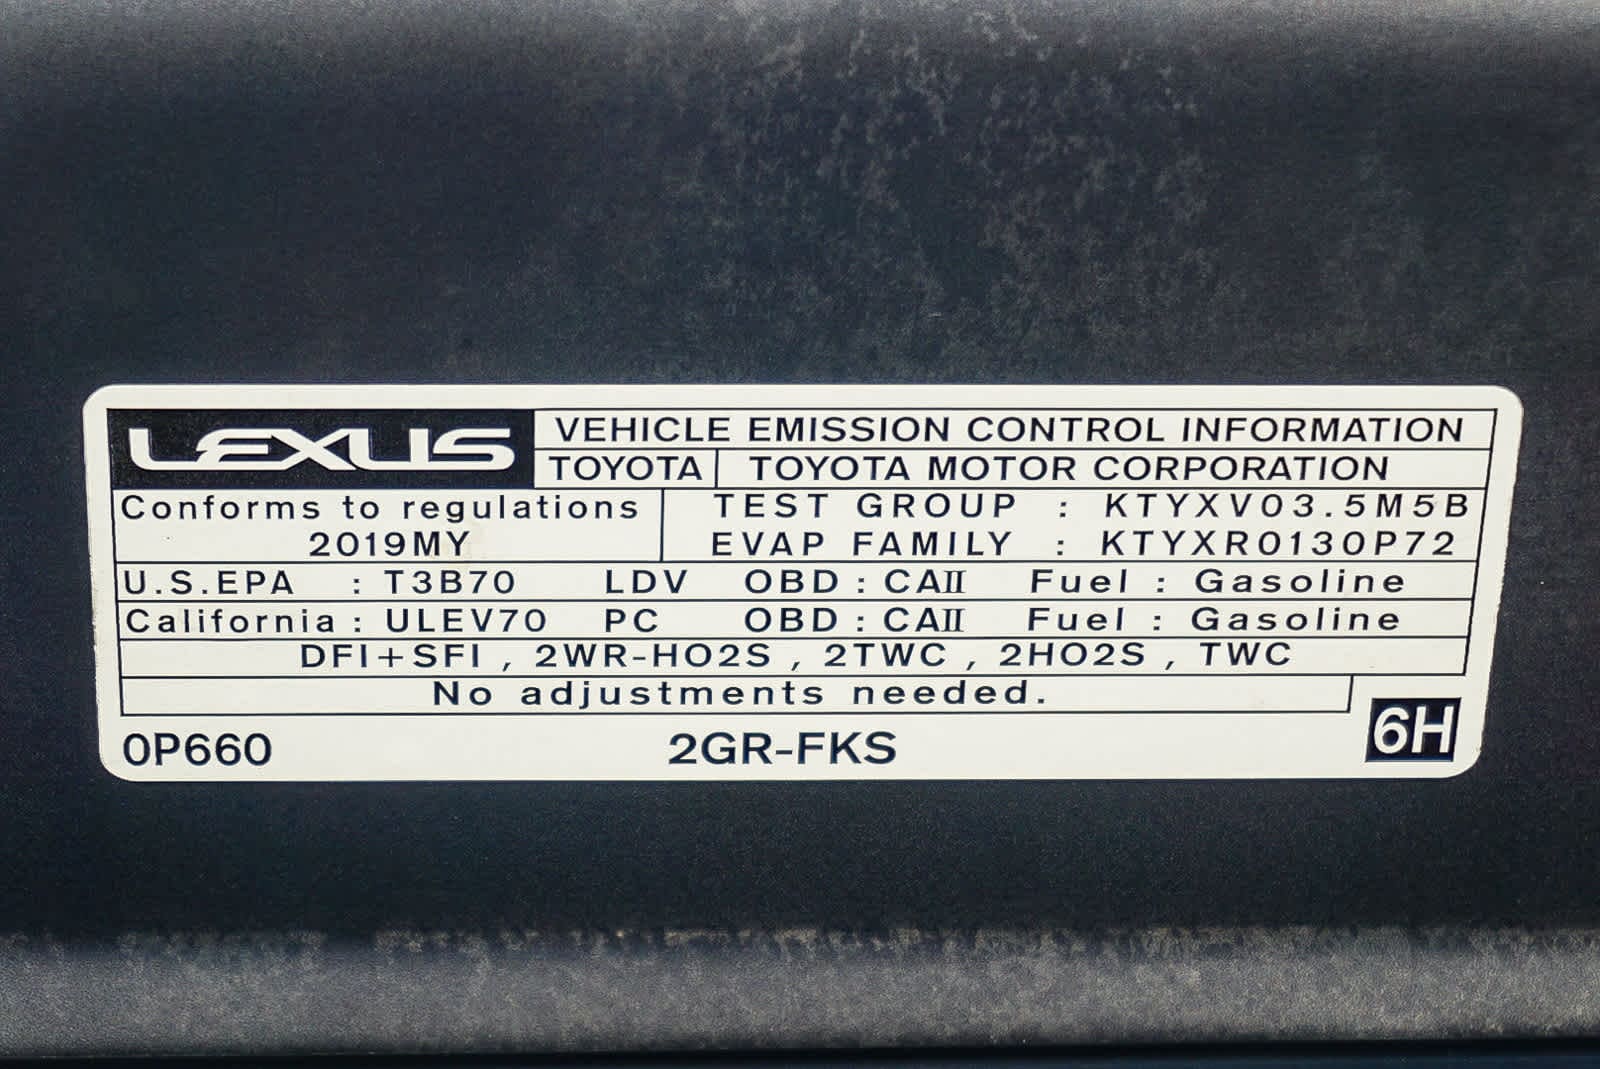 LEXUS VEHICLE EMISSION CONTROL INFORMATION
TOYOTA TOYOTA MOTOR CORPORATION
Conforms to regulations TEST GROUP : KTYXV03.5M5B
2019MY EVAP FAMILY : KTYXR0130P72
U.S.EPA : T3B70 LDV OBD : CAII Fuel : Gasoline
California : ULEV70 PC OBD : CAII Fuel : Gasoline
DFI+SFI , 2WR-HO2S , 2TWC , 2HO2S , TWC
No adjustments needed.
0P660 2GR-FKS 6H